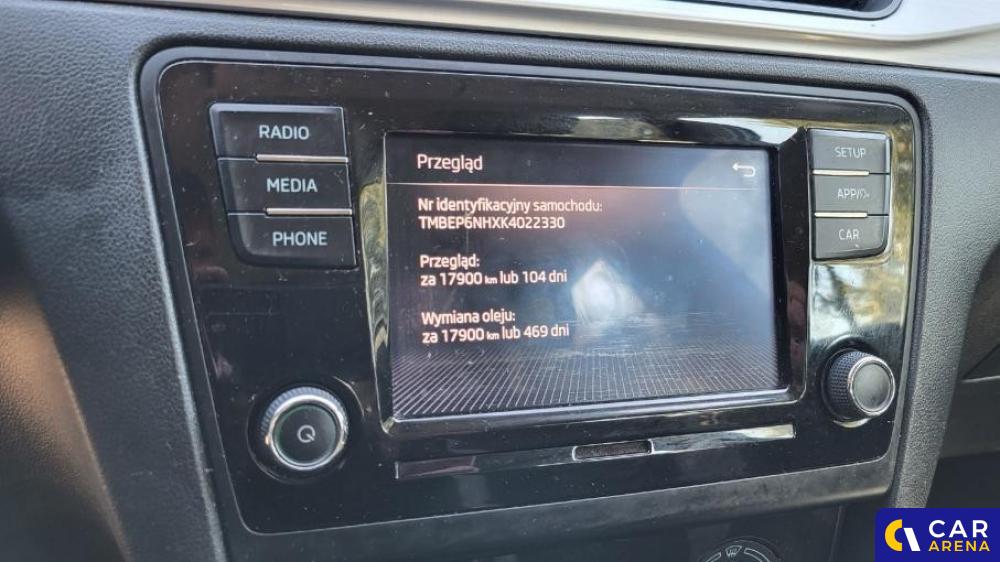 RADIO
MEDIA
PHONE
Przegląd
Nr identyfikacyjny samochodu:
TMBEP6NHXK4022330
Przegląd:
za 17900 km lub 104 dni
Wymiana oleju:
za 17900 km lub 469 dni
SETUP
APP/
CAR
CAR
ARENA